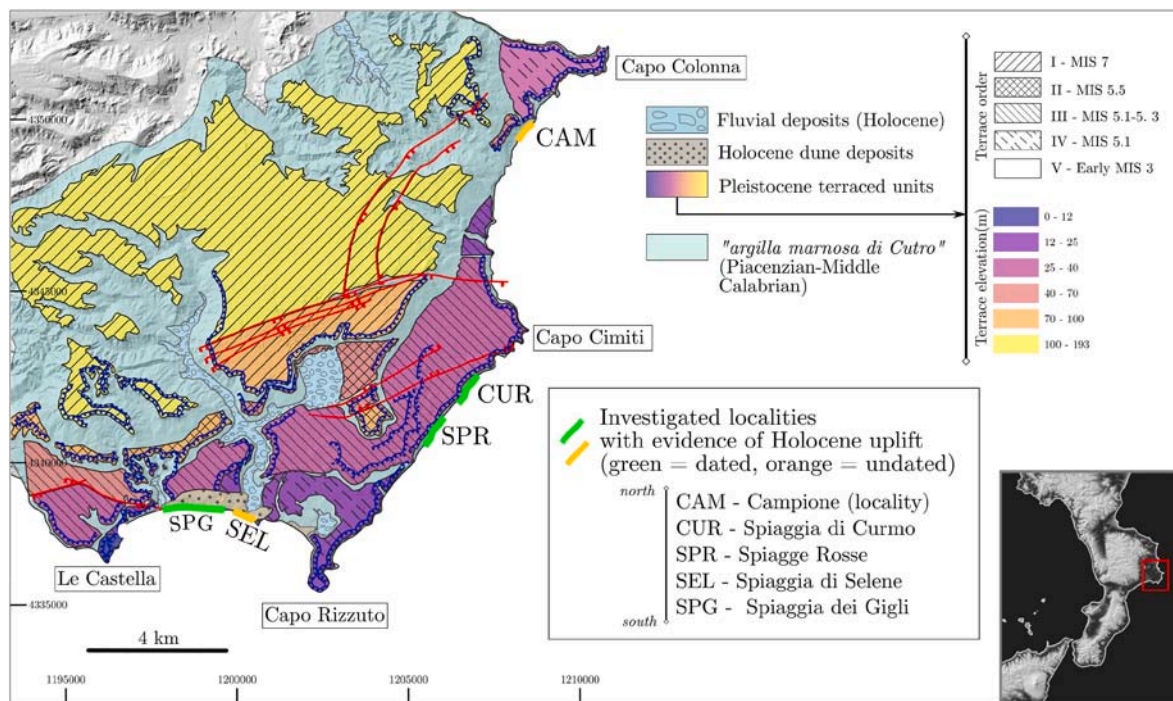 Capo Colonna
4350000
CAM
4345000
Capo Cimiti
CUR
SPR
4340000
SPG
SEL
Le Castella
4335000
Capo Rizzuto
4 km
1195000
1200000
1205000
1210000
Fluvial deposits (Holocene)
Holocene dune deposits
Pleistocene terraced units
"argilla marnosa di Cutro"
(Piacenzian-Middle
Calabrian)
Terrace order
I - MIS 7
II - MIS 5.5
III - MIS 5.1-5. 3
IV - MIS 5.1
V - Early MIS 3
Terrace elevation(m)
0 - 12
12 - 25
25 - 40
40 - 70
70 - 100
100 - 193
Investigated localities
with evidence of Holocene uplift
(green = dated, orange = undated)
north
CAM - Campione (locality)
CUR - Spiaggia di Curmo
SPR - Spiagge Rosse
SEL - Spiaggia di Selene
SPG - Spiaggia dei Gigli
south